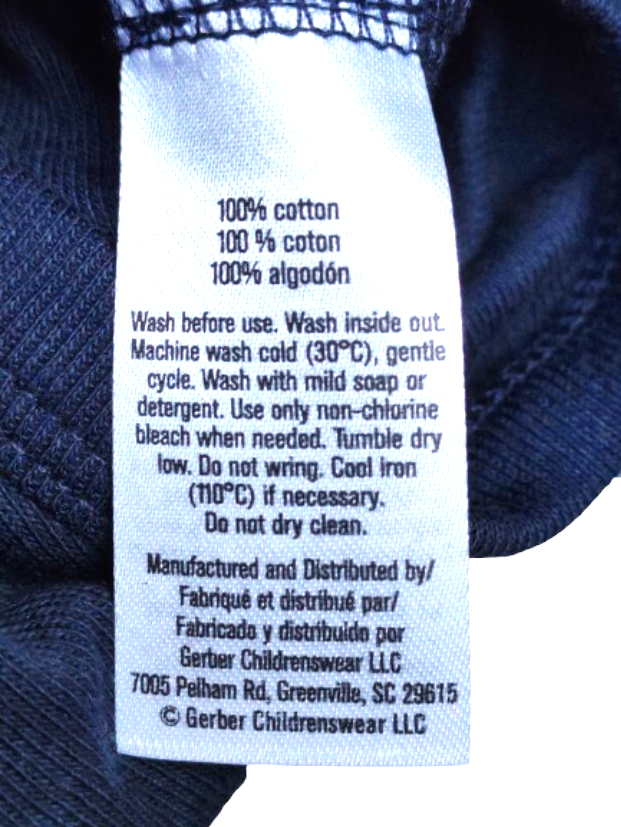 100% cotton
100 % coton
100% algodón
Wash before use. Wash inside out.
Machine wash cold (30°C), gentle
cycle. Wash with mild soap or
detergent. Use only non-chlorine
bleach when needed. Tumble dry
low. Do not wring. Cool iron
(110°C) if necessary.
Do not dry clean.
Manufactured and Distributed by/
Fabriqué et distribué par/
Fabricado y distribuido por
Gerber Childrenswear LLC
7005 Pelham Rd, Greenville, SC 29615
© Gerber Childrenswear LLC